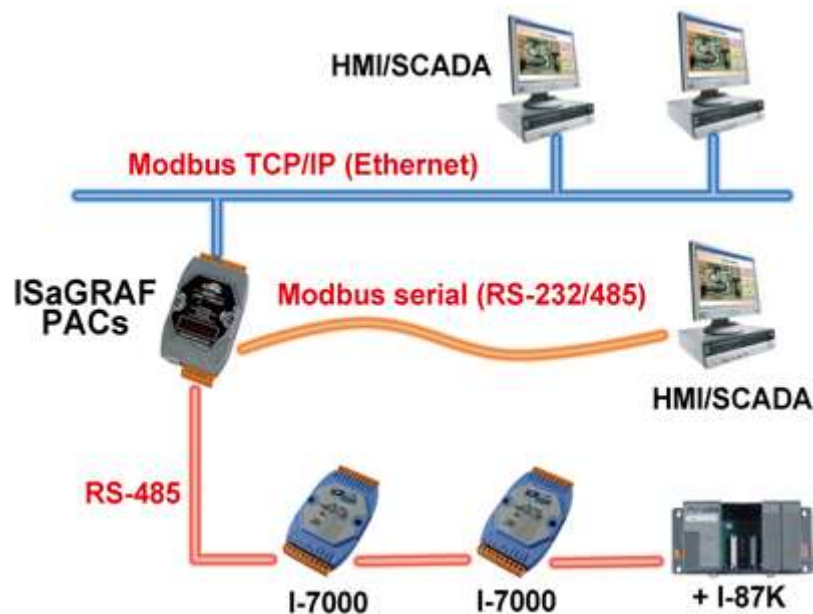 HMI/SCADA
Modbus TCP/IP (Ethernet)
ISaGRAF
PACs
Modbus serial (RS-232/485)
HMI/SCADA
RS-485
I-7000
I-7000
+ I-87K